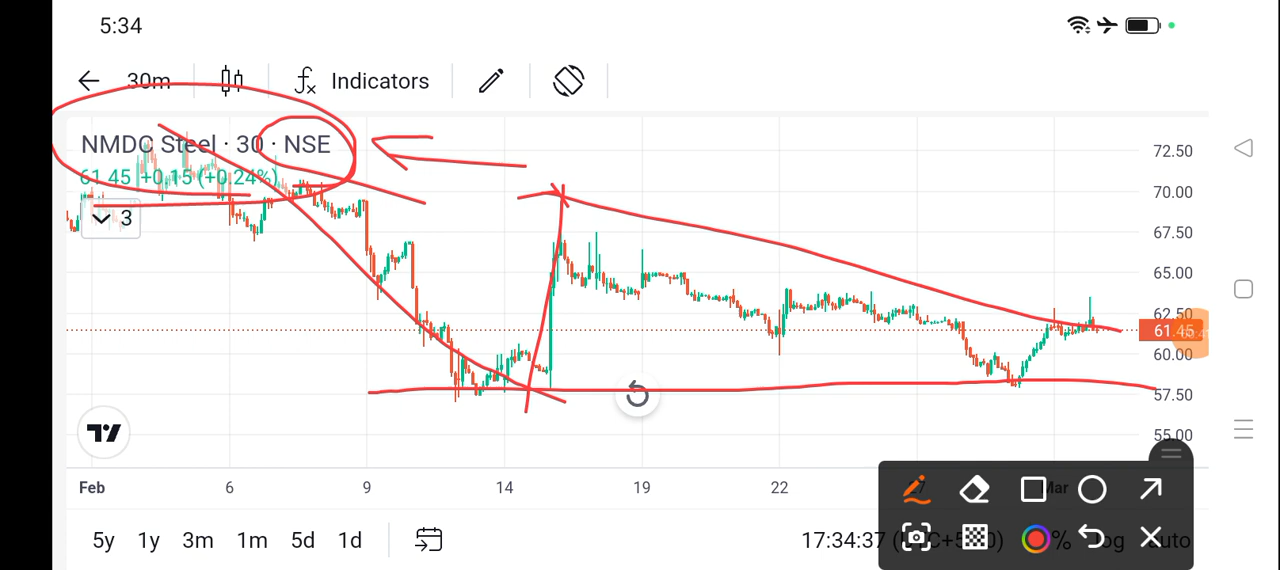 5:34
30m Indicators
NMDC Steel · 30 · NSE
61.45 +0.15 (+0.24%)
3
72.50
70.00
67.50
65.00
62.50
61.45
60.00
57.50
55.00
Feb 6 9 14 19 22 27 Mar
5y 1y 3m 1m 5d 1d 17:34:37 % log auto